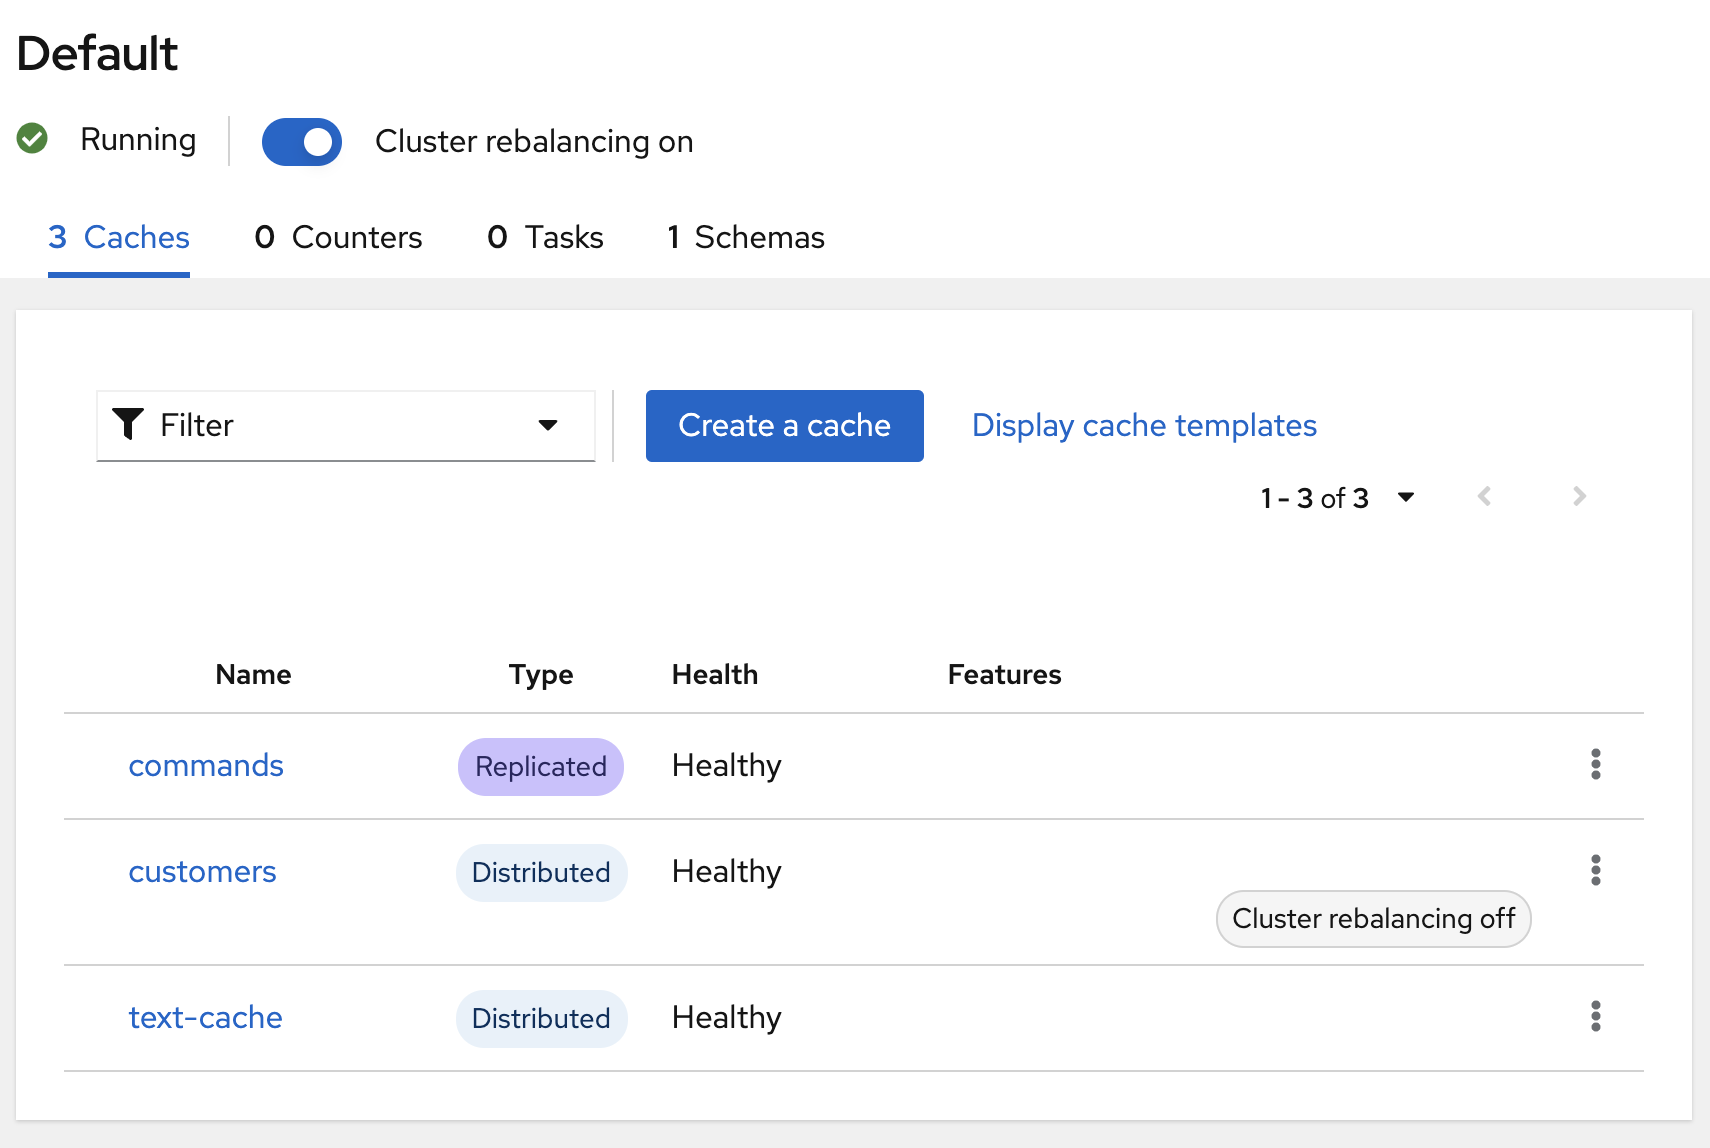 Default
Running Cluster rebalancing on
3 Caches 0 Counters 0 Tasks 1 Schemas
Filter Create a cache Display cache templates
1 - 3 of 3
Name Type Health Features
commands Replicated Healthy
customers Distributed Healthy
Cluster rebalancing off
text-cache Distributed Healthy